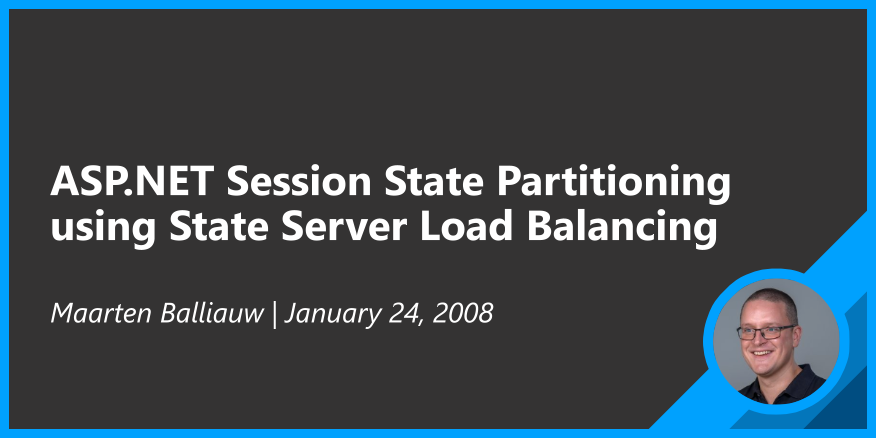 ASP.NET Session State Partitioning
using State Server Load Balancing
Maarten Balliauw | January 24, 2008